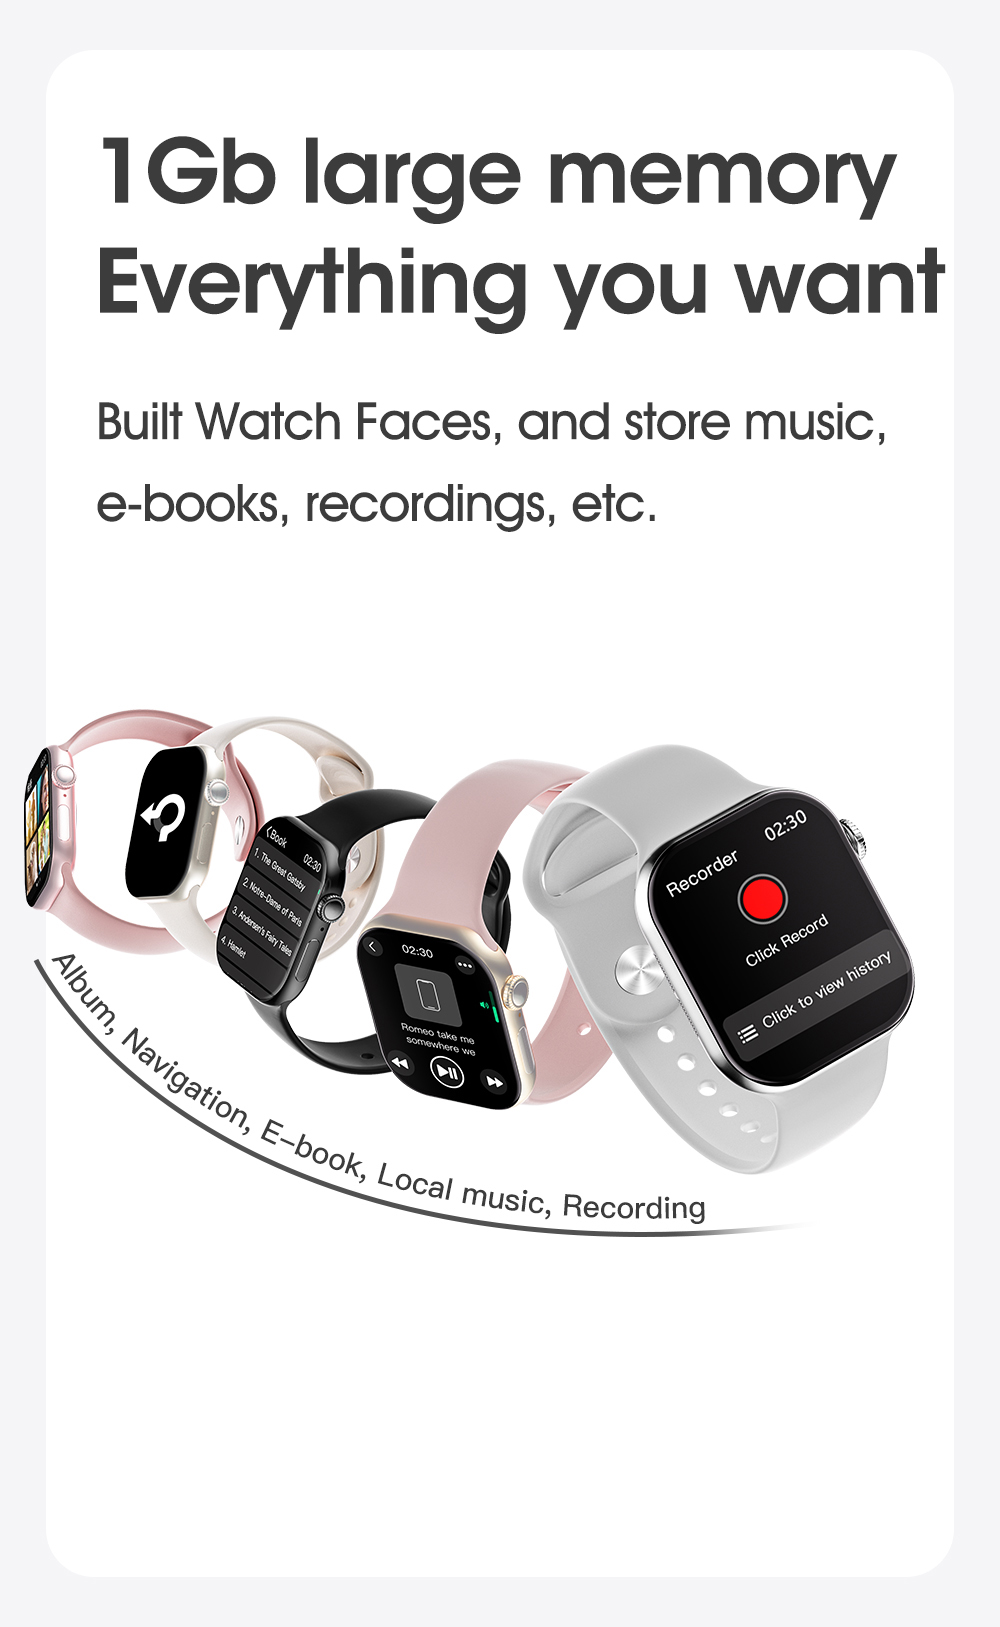 1Gb large memory
Everything you want
Built Watch Faces, and store music,
e-books, recordings, etc.
Book
02:30
1. The Great Gatsby
2. Notre-Dame of Paris
3. Andersen's Fairy Tales
4. Hamlet
02:30
Romeo take me
somewhere we
02:30
Recorder
Click Record
Click to view history
Album, Navigation, E-book, Local music, Recording